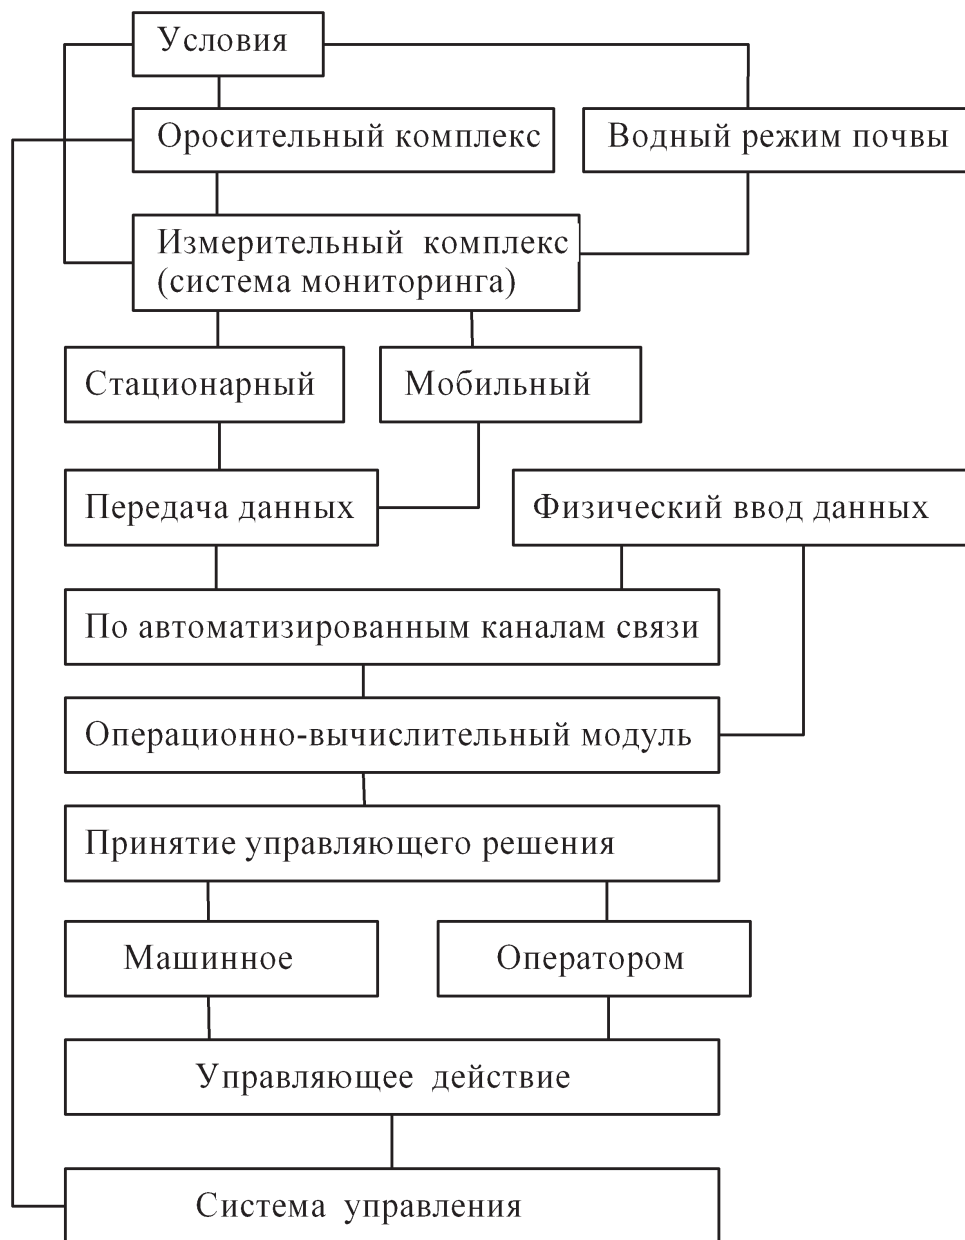 Условия
Оросительный комплекс
Водный режим почвы
Измерительный комплекс
(система мониторинга)
Стационарный
Мобильный
Передача данных
Физический ввод данных
По автоматизированным каналам связи
Операционно-вычислительный модуль
Принятие управляющего решения
Машинное
Оператором
Управляющее действие
Система управления